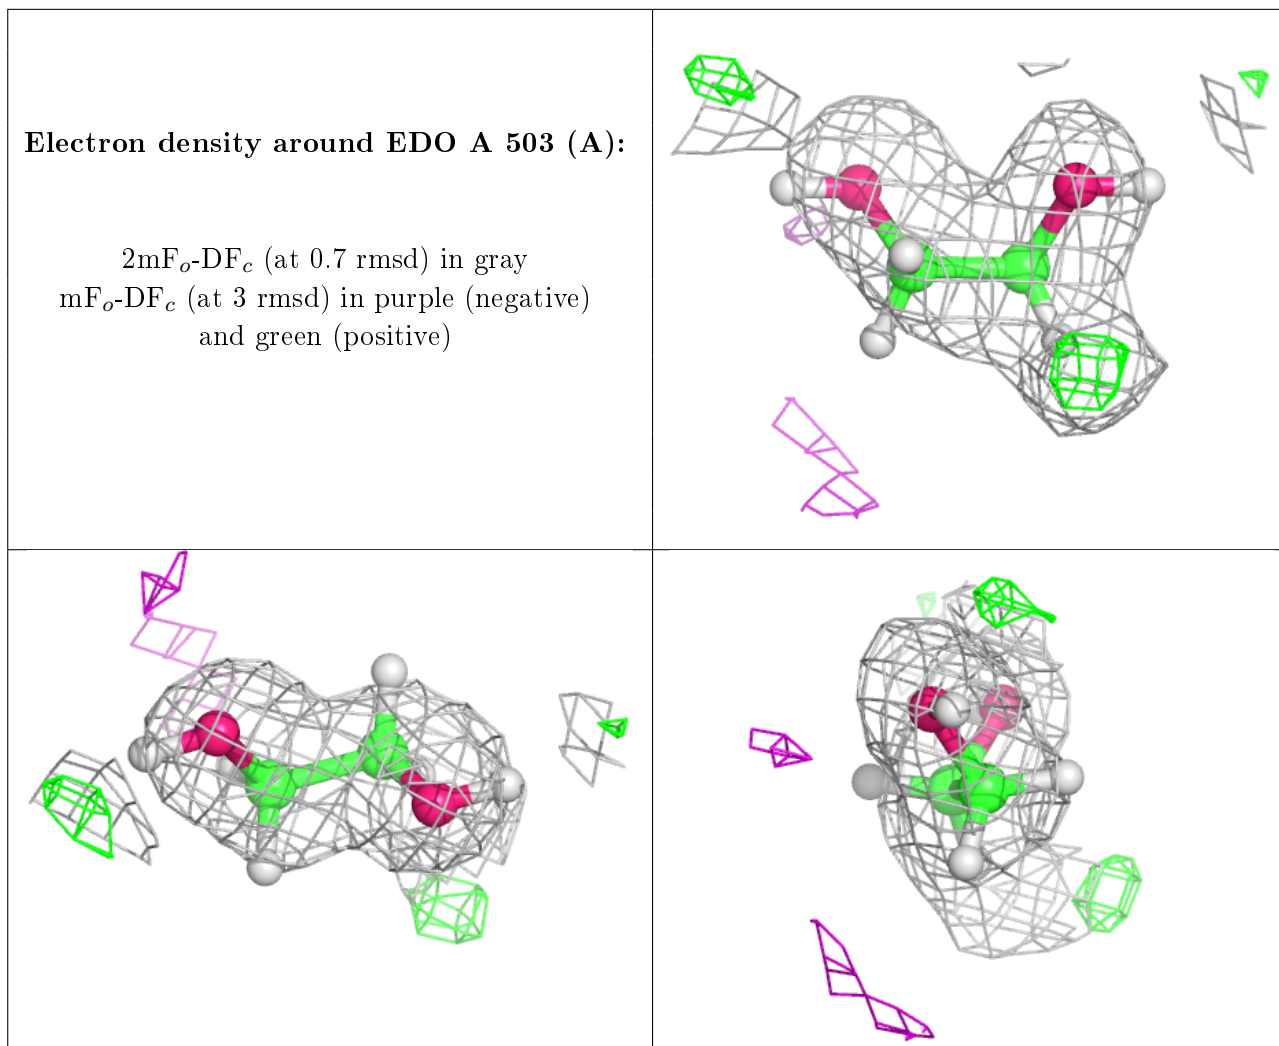 Electron density around EDO A 503 (A):
2mFₒ-DF𝒸 (at 0.7 rmsd) in gray
mFₒ-DF𝒸 (at 3 rmsd) in purple (negative)
and green (positive)